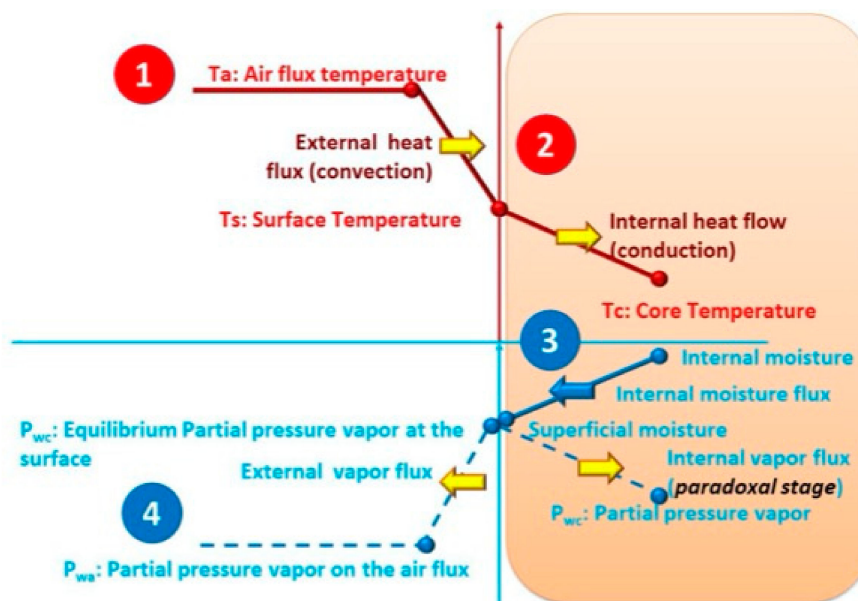 1
Ta: Air flux temperature
External heat
flux (convection)
2
Ts: Surface Temperature
Internal heat flow
(conduction)
Tc: Core Temperature
3
Internal moisture
Internal moisture flux
Pwc: Equilibrium Partial pressure vapor at the
surface
Superficial moisture
External vapor flux
Internal vapor flux
(paradoxal stage)
4
Pwc: Partial pressure vapor
Pwa: Partial pressure vapor on the air flux